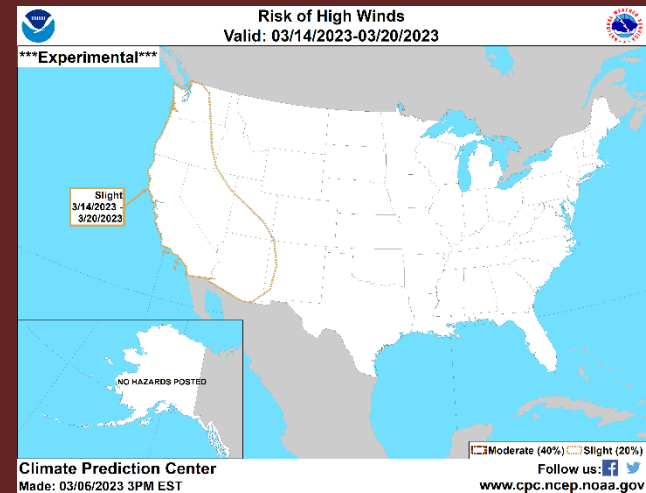 Risk of High Winds
Valid: 03/14/2023-03/20/2023
***Experimental***
Slight
3/14/2023 -
3/20/2023
NO HAZARDS POSTED
Moderate (40%) Slight (20%)
Climate Prediction Center
Made: 03/06/2023 3PM EST
Follow us:
www.cpc.ncep.noaa.gov